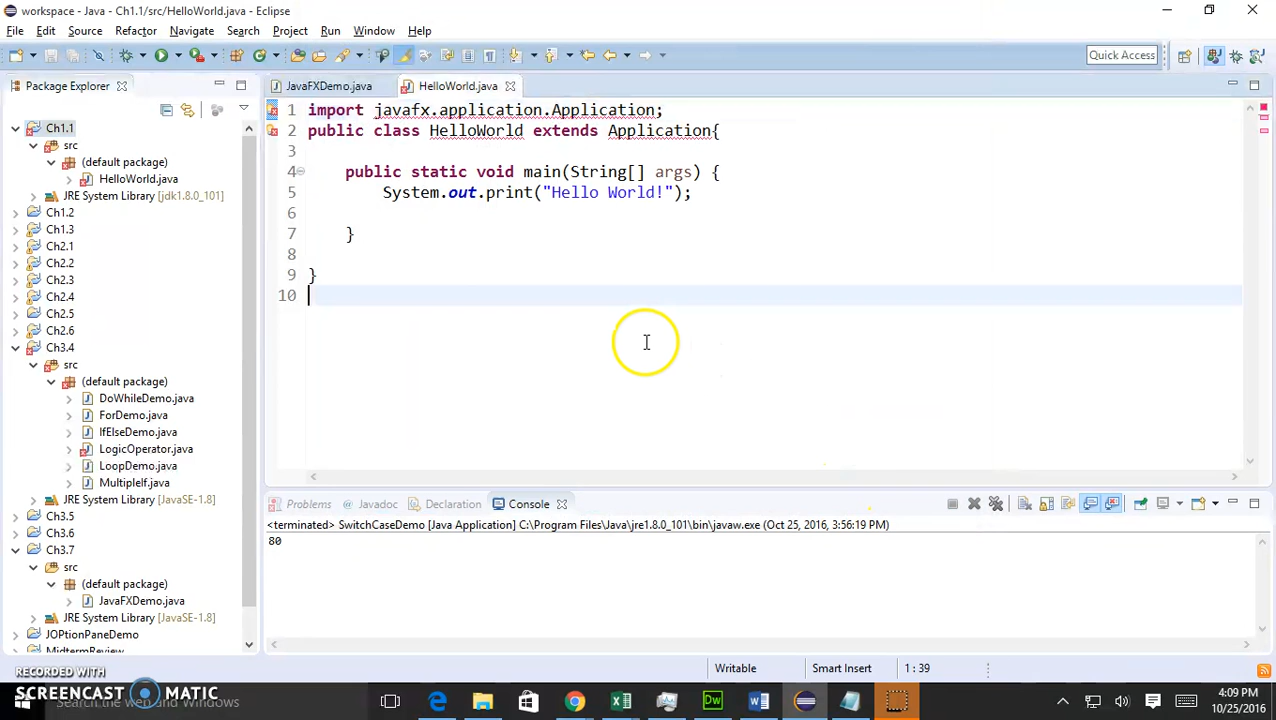 workspace - Java - Ch1.1/src/HelloWorld.java - Eclipse
File Edit Source Refactor Navigate Search Project Run Window Help
Quick Access
Package Explorer
JavaFXDemo.java
HelloWorld.java
Ch1.1
src
(default package)
HelloWorld.java
JRE System Library [jdk1.8.0_101]
Ch1.2
Ch1.3
Ch2.1
Ch2.2
Ch2.3
Ch2.4
Ch2.5
Ch2.6
Ch3.4
src
(default package)
DoWhileDemo.java
ForDemo.java
IfElseDemo.java
LogicOperator.java
LoopDemo.java
MultipleIf.java
JRE System Library [JavaSE-1.8]
Ch3.5
Ch3.6
Ch3.7
src
(default package)
JavaFXDemo.java
JRE System Library [JavaSE-1.8]
JOPtionPaneDemo
MidtermReview
1 import javafx.application.Application;
2 public class HelloWorld extends Application{
3
4 public static void main(String[] args) {
5 System.out.print("Hello World!");
6
7 }
8
9 }
10
Problems Javadoc Declaration Console
<terminated> SwitchCaseDemo [Java Application] C:\Program Files\Java\jre1.8.0_101\bin\javaw.exe (Oct 25, 2016, 3:56:19 PM)
80
Writable Smart Insert 1 : 39
RECORDED WITH
SCREENCAST MATIC
Search the web and Windows
4:09 PM
10/25/2016